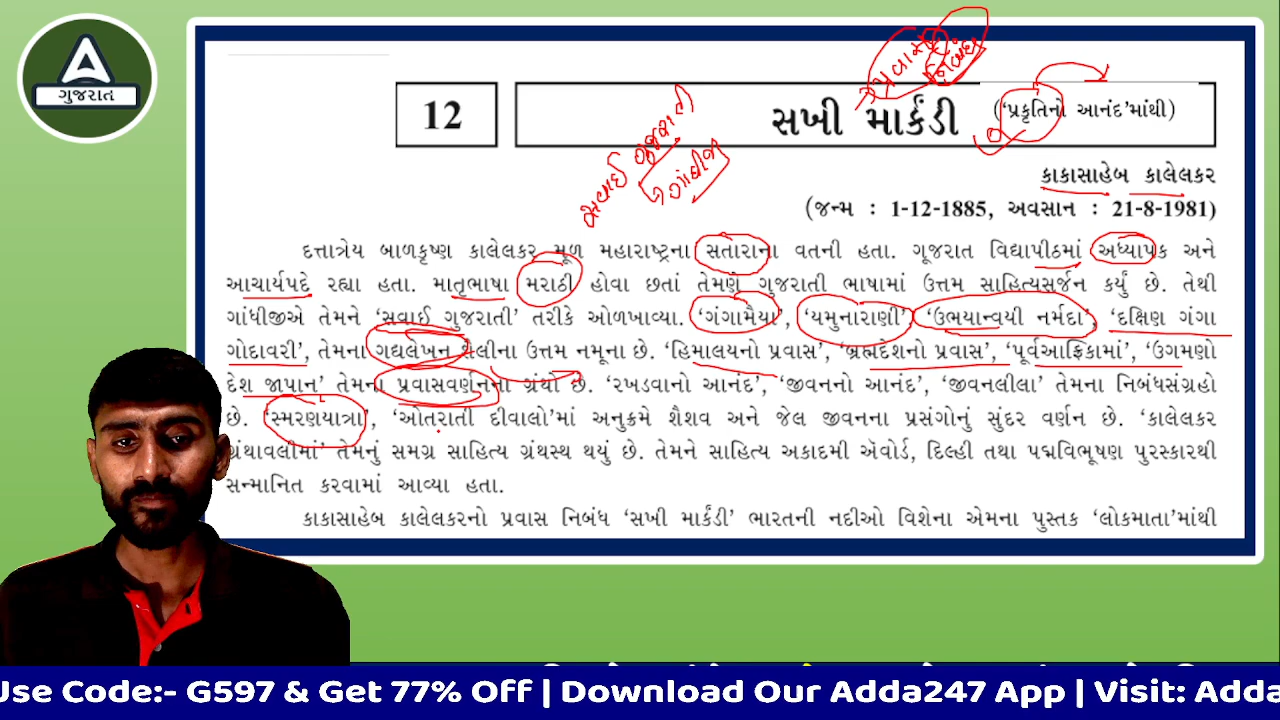 A
ગુજરાત
12
સખી માર્કંડી
('પ્રકૃતિનો આનંદ'માંથી)
પ્રવાસ
નિબંધ
સવાઈ ગુજરાતી
ગાંધીજી
કાકાસાહેબ કાલેલકર
(જન્મ : 1-12-1885, અવસાન : 21-8-1981)
દત્તાત્રેય બાળકૃષ્ણ કાલેલકર મૂળ મહારાષ્ટ્રના સતારાના વતની હતા. ગૂજરાત વિદ્યાપીઠમાં અધ્યાપક અને
આચાર્યપદે રહ્યા હતા. માતૃભાષા મરાઠી હોવા છતાં તેમણે ગુજરાતી ભાષામાં ઉત્તમ સાહિત્યસર્જન કર્યું છે. તેથી
ગાંધીજીએ તેમને 'સવાઈ ગુજરાતી' તરીકે ઓળખાવ્યા. 'ગંગામૈયા', 'યમુનારાણી', 'ઉભયાન્વયી નર્મદા', 'દક્ષિણ ગંગા
ગોદાવરી', તેમના ગદ્યલેખન શૈલીના ઉત્તમ નમૂના છે. 'હિમાલયનો પ્રવાસ', 'બ્રહ્મદેશનો પ્રવાસ', 'પૂર્વઆફ્રિકામાં', 'ઉગમણો
દેશ જાપાન' તેમના પ્રવાસવર્ણનના ગ્રંથો છે. 'રખડવાનો આનંદ', 'જીવનનો આનંદ', 'જીવનલીલા' તેમના નિબંધસંગ્રહો
છે. 'સ્મરણયાત્રા', 'ઓતરાતી દીવાલો'માં અનુક્રમે શૈશવ અને જેલ જીવનના પ્રસંગોનું સુંદર વર્ણન છે. 'કાલેલકર
ગ્રંથાવલીમાં' તેમનું સમગ્ર સાહિત્ય ગ્રંથસ્થ થયું છે. તેમને સાહિત્ય અકાદમી ઍવોર્ડ, દિલ્હી તથા પદ્મવિભૂષણ પુરસ્કારથી
સન્માનિત કરવામાં આવ્યા હતા.
કાકાસાહેબ કાલેલકરનો પ્રવાસ નિબંધ 'સખી માર્કંડી' ભારતની નદીઓ વિશેના એમના પુસ્તક 'લોકમાતા'માંથી
Use Code:- G597 & Get 77% Off | Download Our Adda247 App | Visit: Adda